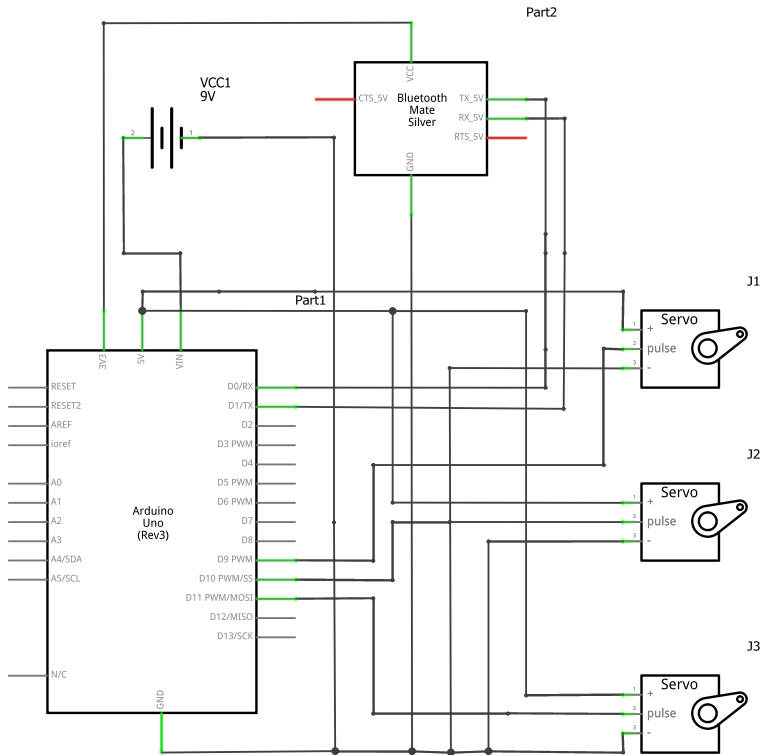 Part2
VCC1
9V
2
1
VCC
CTS_5V
Bluetooth
Mate
Silver
TX_5V
RX_5V
RTS_5V
GND
Part1
J1
Servo
1
+
2
pulse
3
-
3V3
5V
VIN
RESET
RESET2
AREF
ioref
A0
A1
A2
A3
A4/SDA
A5/SCL
N/C
Arduino
Uno
(Rev3)
D0/RX
D1/TX
D2
D3 PWM
D4
D5 PWM
D6 PWM
D7
D8
D9 PWM
D10 PWM/SS
D11 PWM/MOSI
D12/MISO
D13/SCK
GND
J2
Servo
1
+
2
pulse
3
-
J3
Servo
1
+
2
pulse
3
-